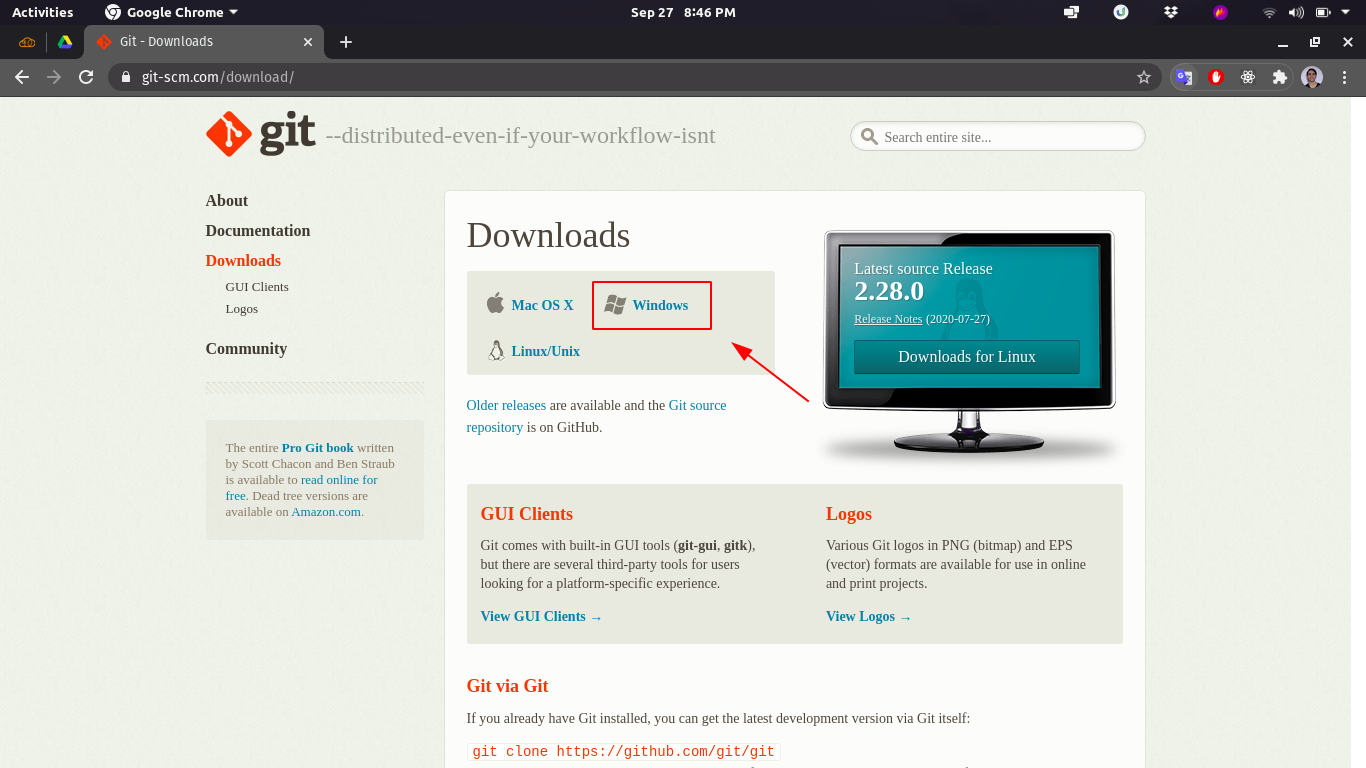 Activities Google Chrome Sep 27 8:46 PM
Git - Downloads
git-scm.com/download/
git --distributed-even-if-your-workflow-isnt
Search entire site...
About
Documentation
Downloads
GUI Clients
Logos
Community
The entire Pro Git book written
by Scott Chacon and Ben Straub
is available to read online for
free. Dead tree versions are
available on Amazon.com.
Downloads
Mac OS X Windows
Linux/Unix
Older releases are available and the Git source
repository is on GitHub.
Latest source Release
2.28.0
Release Notes (2020-07-27)
Downloads for Linux
GUI Clients
Git comes with built-in GUI tools (git-gui, gitk),
but there are several third-party tools for users
looking for a platform-specific experience.
View GUI Clients →
Logos
Various Git logos in PNG (bitmap) and EPS
(vector) formats are available for use in online
and print projects.
View Logos →
Git via Git
If you already have Git installed, you can get the latest development version via Git itself:
git clone https://github.com/git/git